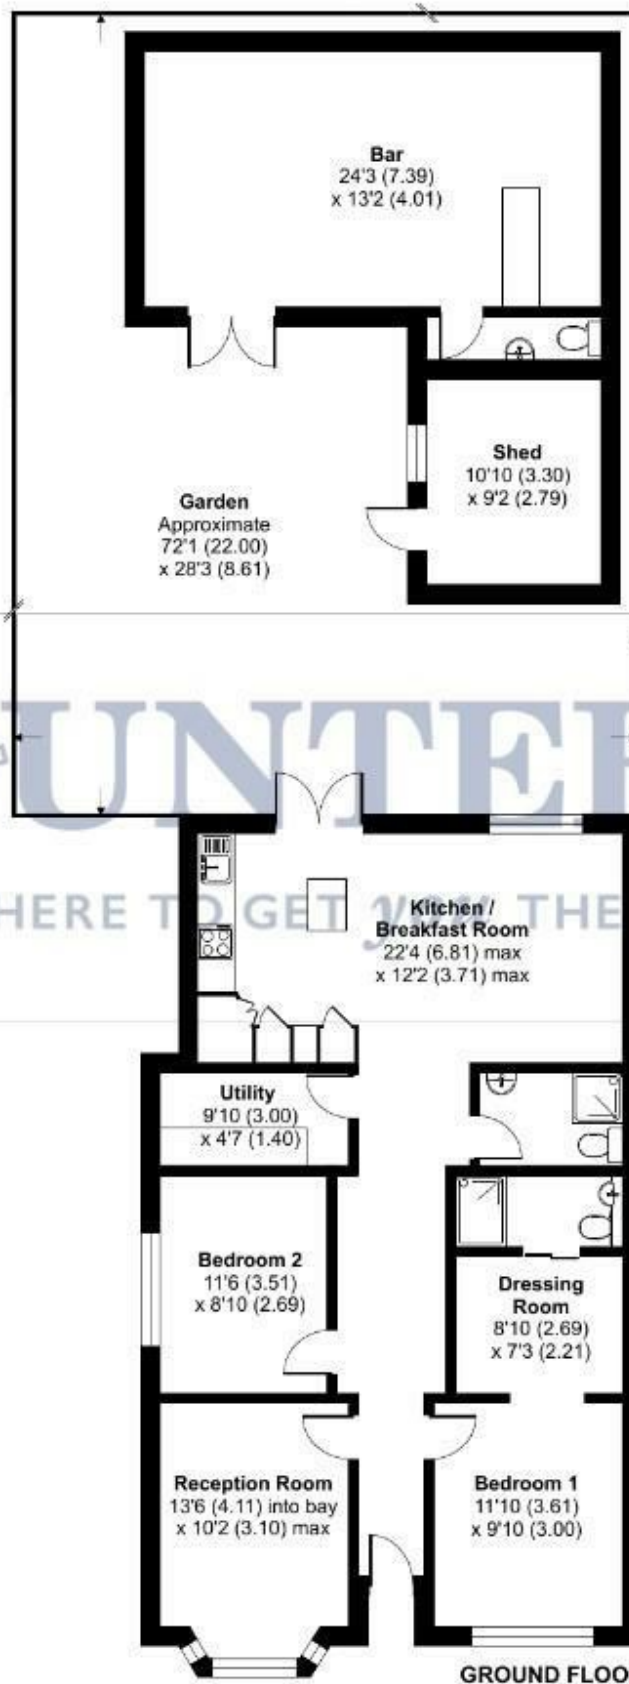 Bar
24'3 (7.39)
x 13'2 (4.01)
Shed
10'10 (3.30)
x 9'2 (2.79)
Garden
Approximate
72'1 (22.00)
x 28'3 (8.61)
UNTE
HERE TO GET you THE
Kitchen /
Breakfast Room
22'4 (6.81) max
x 12'2 (3.71) max
Utility
9'10 (3.00)
x 4'7 (1.40)
Bedroom 2
11'6 (3.51)
x 8'10 (2.69)
Dressing
Room
8'10 (2.69)
x 7'3 (2.21)
Reception Room
13'6 (4.11) into bay
x 10'2 (3.10) max
Bedroom 1
11'10 (3.61)
x 9'10 (3.00)
GROUND FLOO